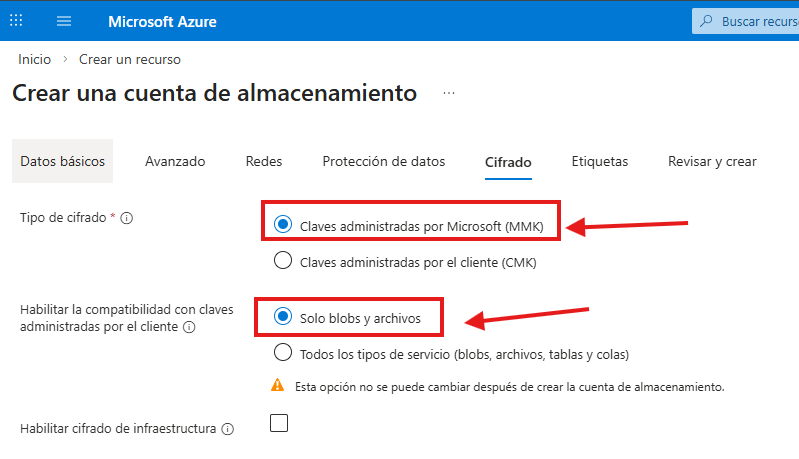 Microsoft Azure
Buscar recurso
Inicio > Crear un recurso
Crear una cuenta de almacenamiento ...
Datos básicos Avanzado Redes Protección de datos Cifrado Etiquetas Revisar y crear
Tipo de cifrado *
Claves administradas por Microsoft (MMK)
Claves administradas por el cliente (CMK)
Habilitar la compatibilidad con claves
administradas por el cliente
Solo blobs y archivos
Todos los tipos de servicio (blobs, archivos, tablas y colas)
Esta opción no se puede cambiar después de crear la cuenta de almacenamiento.
Habilitar cifrado de infraestructura